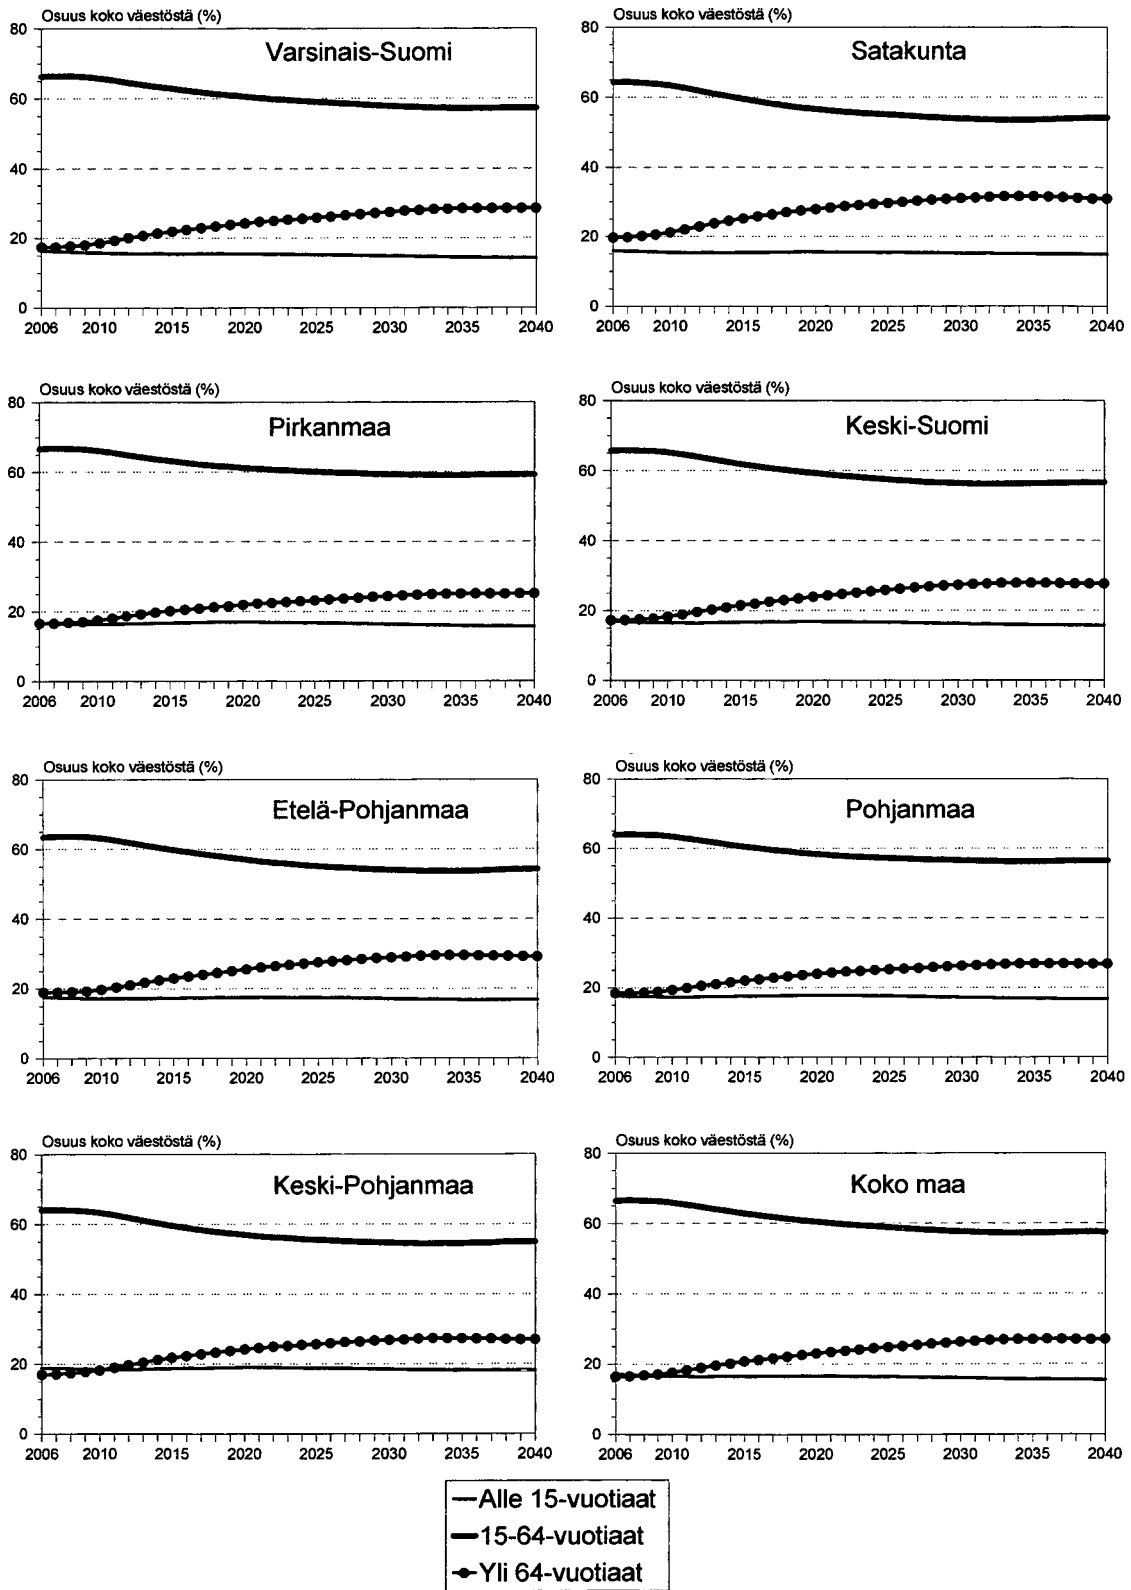 Osuus koko väestöstä (%)
Varsinais-Suomi
80
60
40
20
0
2006 2010 2015 2020 2025 2030 2035 2040
Osuus koko väestöstä (%)
Satakunta
80
60
40
20
0
2006 2010 2015 2020 2025 2030 2035 2040
Osuus koko väestöstä (%)
Pirkanmaa
80
60
40
20
0
2006 2010 2015 2020 2025 2030 2035 2040
Osuus koko väestöstä (%)
Keski-Suomi
80
60
40
20
0
2006 2010 2015 2020 2025 2030 2035 2040
Osuus koko väestöstä (%)
Etelä-Pohjanmaa
80
60
40
20
0
2006 2010 2015 2020 2025 2030 2035 2040
Osuus koko väestöstä (%)
Pohjanmaa
80
60
40
20
0
2006 2010 2015 2020 2025 2030 2035 2040
Osuus koko väestöstä (%)
Keski-Pohjanmaa
80
60
40
20
0
2006 2010 2015 2020 2025 2030 2035 2040
Osuus koko väestöstä (%)
Koko maa
80
60
40
20
0
2006 2010 2015 2020 2025 2030 2035 2040
Alle 15-vuotiaat
15-64-vuotiaat
Yli 64-vuotiaat